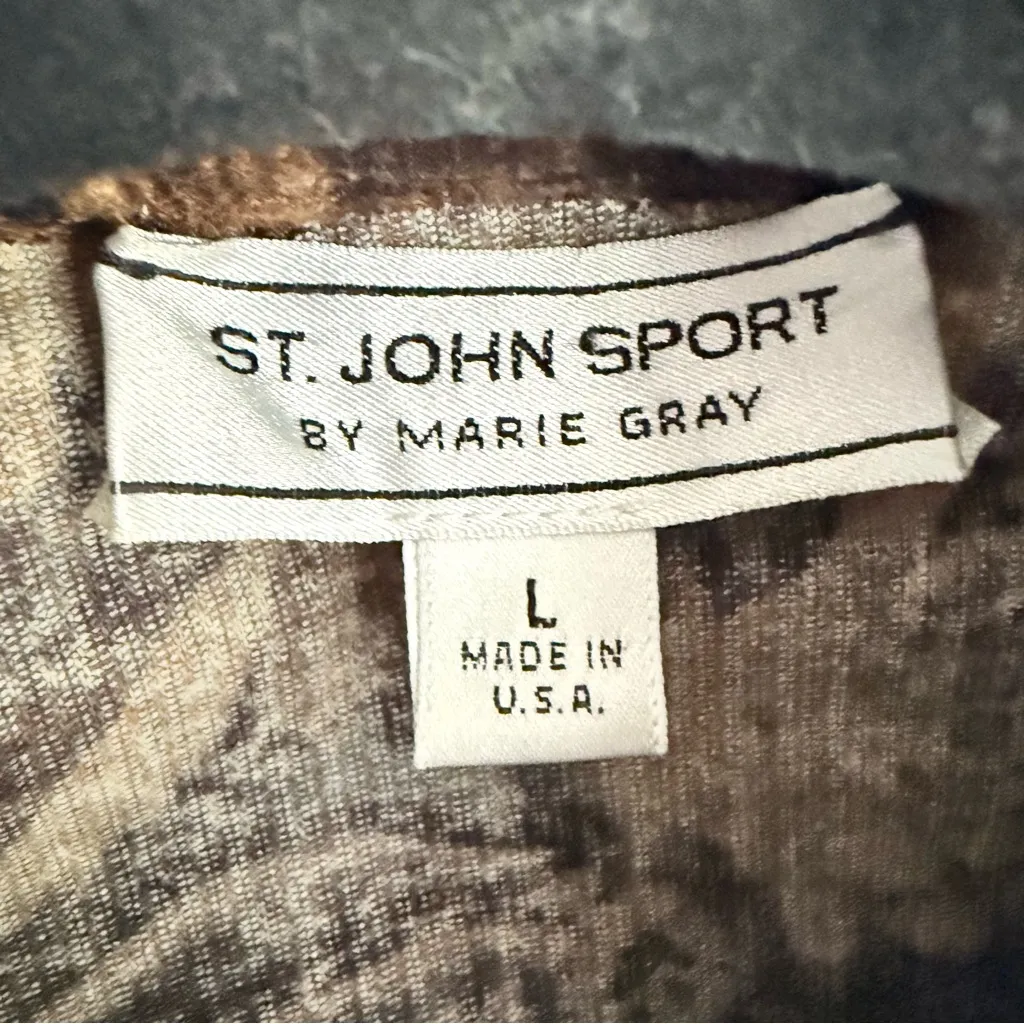 ST. JOHN SPORT
BY MARIE GRAY
L
MADE IN
U.S.A.